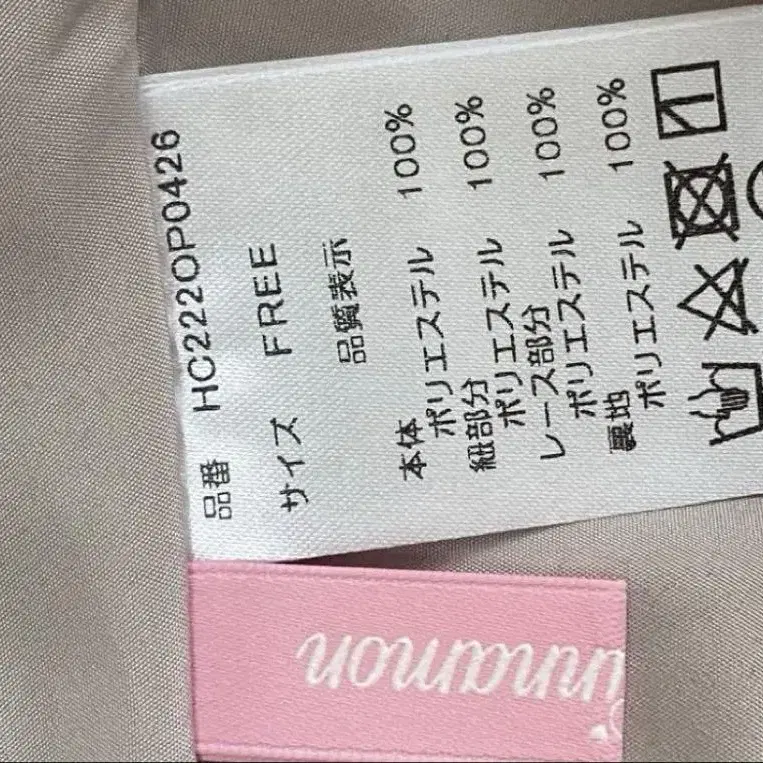 品番 HC222OP0426
サイズ FREE
品質表示
本体
ポリエステル 100%
紐部分
ポリエステル 100%
レース部分
ポリエステル 100%
裏地
ポリエステル 100%